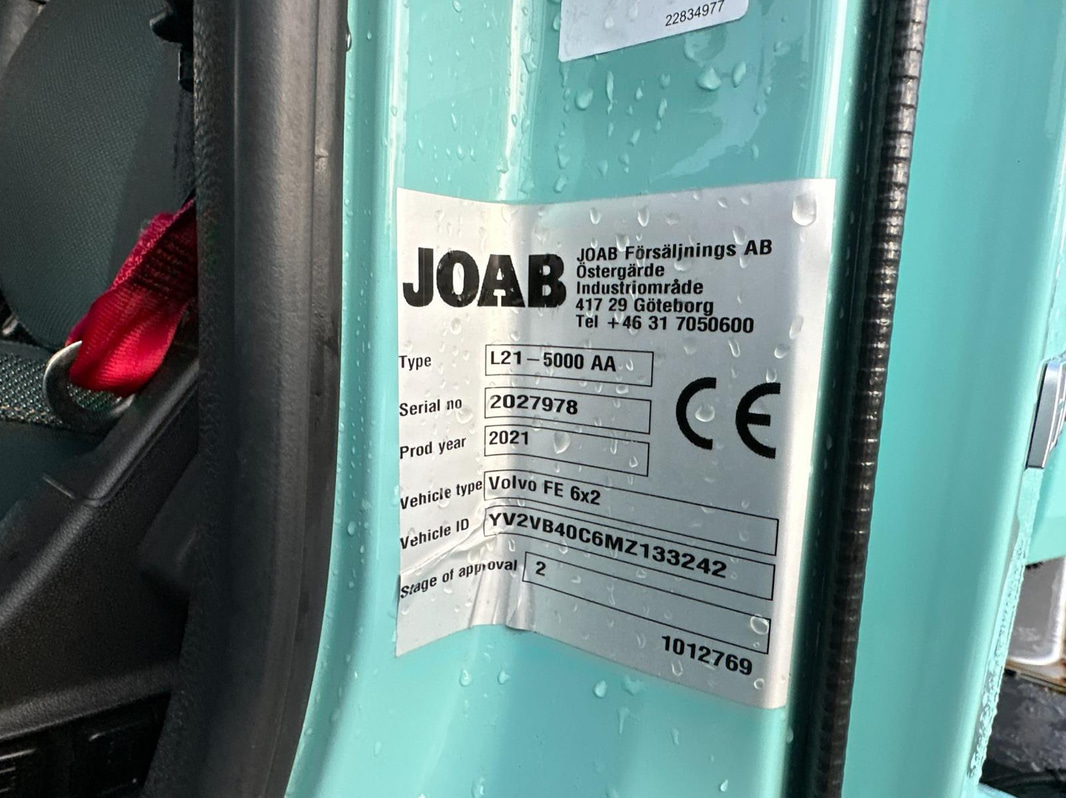 22834977
JOAB
JOAB Försäljnings AB
Östergärde
Industriområde
417 29 Göteborg
Tel +46 31 7050600
Type L21-5000 AA
Serial no 2027978
Prod year 2021
CE
Vehicle type Volvo FE 6x2
Vehicle ID YV2VB40C6MZ133242
Stage of approval 2
1012769